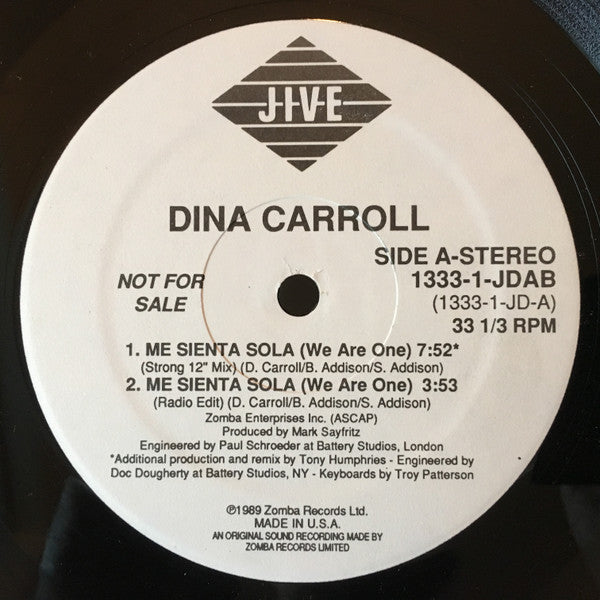 J-I-V-E
DINA CARROLL
SIDE A-STEREO
NOT FOR
SALE
1333-1-JDAB
(1333-1-JD-A)
33 1/3 RPM
1. ME SIENTA SOLA (We Are One) 7:52*
(Strong 12" Mix) (D. Carroll/B. Addison/S. Addison)
2. ME SIENTA SOLA (We Are One) 3:53
(Radio Edit) (D. Carroll/B. Addison/S. Addison)
Zomba Enterprises Inc. (ASCAP)
Produced by Mark Sayfritz
Engineered by Paul Schroeder at Battery Studios, London
*Additional production and remix by Tony Humphries - Engineered by
Doc Dougherty at Battery Studios, NY - Keyboards by Troy Patterson
℗1989 Zomba Records Ltd.
MADE IN U.S.A.
AN ORIGINAL SOUND RECORDING MADE BY
ZOMBA RECORDS LIMITED